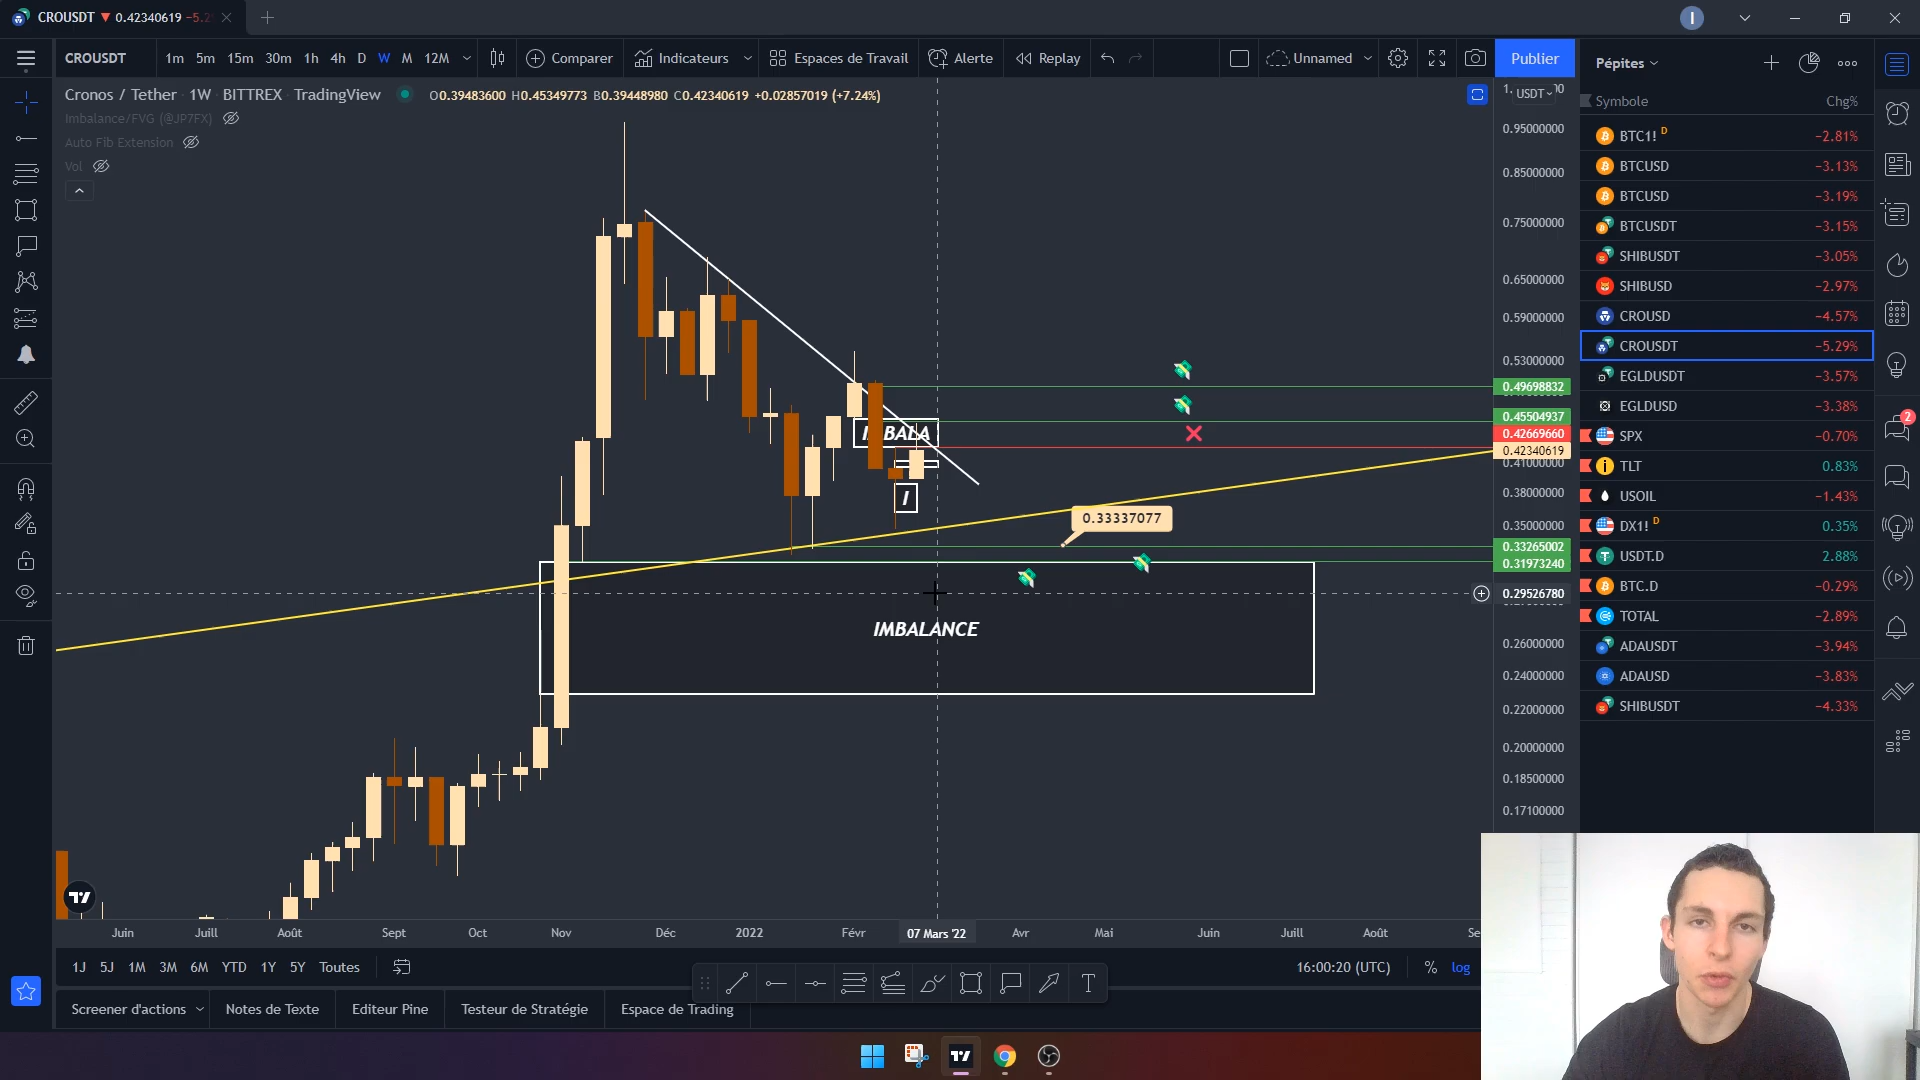 CROUSDT ▼ 0.42340619 −5.2
I
CROUSDT 1m 5m 15m 30m 1h 4h D W M 12M Comparer Indicateurs Espaces de Travail Alerte Replay Unnamed Publier
Cronos / Tether · 1W · BITTREX · TradingView O0.39483600 H0.45349773 B0.39448980 C0.42340619 +0.02857019 (+7.24%)
Imbalance/FVG (@JP7FX)
Auto Fib Extension
Vol
USDT
0.95000000
0.85000000
0.75000000
0.65000000
0.59000000
0.53000000
0.49698832
0.45504937
0.42669660
0.42340619
0.41000000
0.38000000
0.35000000
0.33265002
0.31973240
0.29526780
0.26000000
0.24000000
0.22000000
0.20000000
0.18500000
0.17100000
BALA
I
0.33337077
IMBALANCE
Juin Juill Août Sept Oct Nov Déc 2022 Févr 07 Mars '22 Avr Mai Juin Juill Août Se
1J 5J 1M 3M 6M YTD 1Y 5Y Toutes 16:00:20 (UTC) % log
Screener d'actions Notes de Texte Editeur Pine Testeur de Stratégie Espace de Trading
Pépites
Symbole Chg%
BTC1! D −2.81%
BTCUSD −3.13%
BTCUSD −3.19%
BTCUSDT −3.15%
SHIBUSDT −3.05%
SHIBUSD −2.97%
CROUSD −4.57%
CROUSDT −5.29%
EGLDUSDT −3.57%
EGLDUSD −3.38%
SPX −0.70%
TLT 0.83%
USOIL −1.43%
DX1! D 0.35%
USDT.D 2.88%
BTC.D −0.29%
TOTAL −2.89%
ADAUSDT −3.94%
ADAUSD −3.83%
SHIBUSDT −4.33%
2